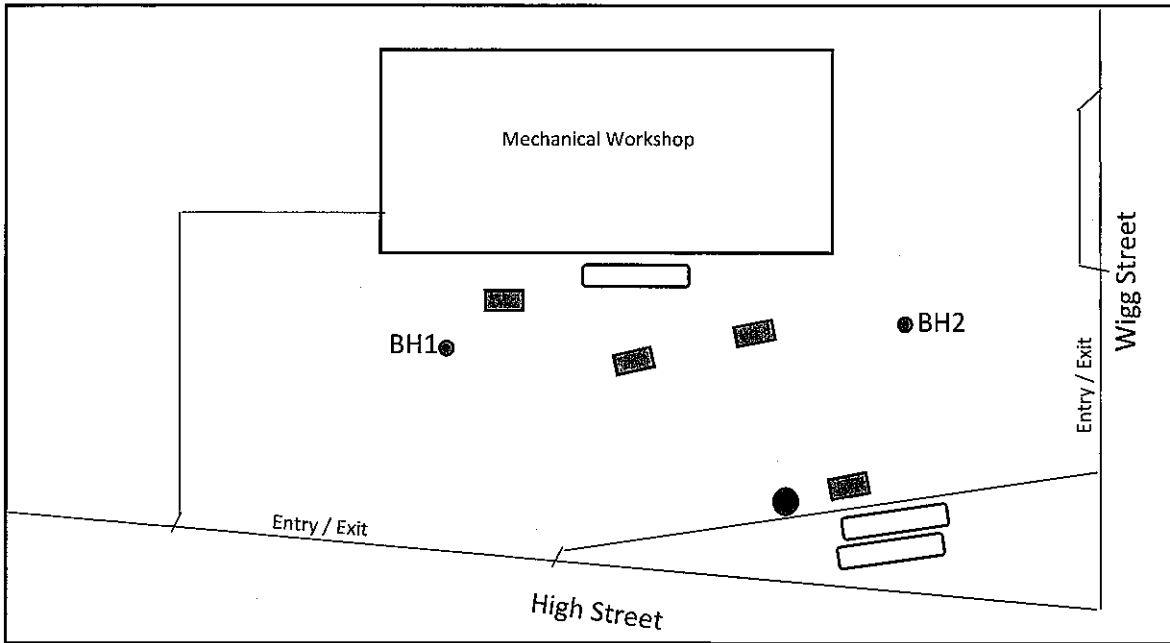 Mechanical Workshop
Wigg Street
BH1
BH2
Entry / Exit
Entry / Exit
High Street